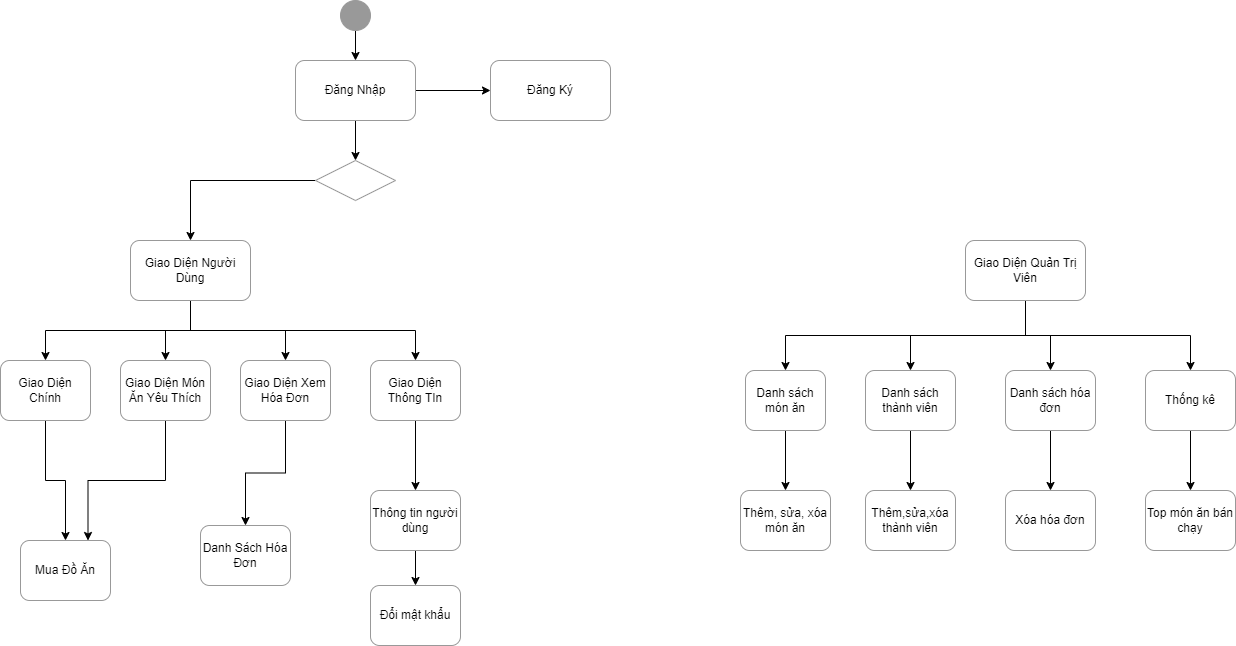 Đăng Nhập
Đăng Ký
Giao Diện Người
Dùng
Giao Diện Quản Trị
Viên
Giao Diện
Chính
Giao Diện Món
Ăn Yêu Thích
Giao Diện Xem
Hóa Đơn
Giao Diện
Thông TIn
Danh sách
món ăn
Danh sách
thành viên
Danh sách hóa
đơn
Thống kê
Thông tin người
dùng
Thêm, sửa, xóa
món ăn
Thêm,sửa,xóa
thành viên
Xóa hóa đơn
Top món ăn bán
chạy
Danh Sách Hóa
Đơn
Mua Đồ Ăn
Đổi mật khẩu